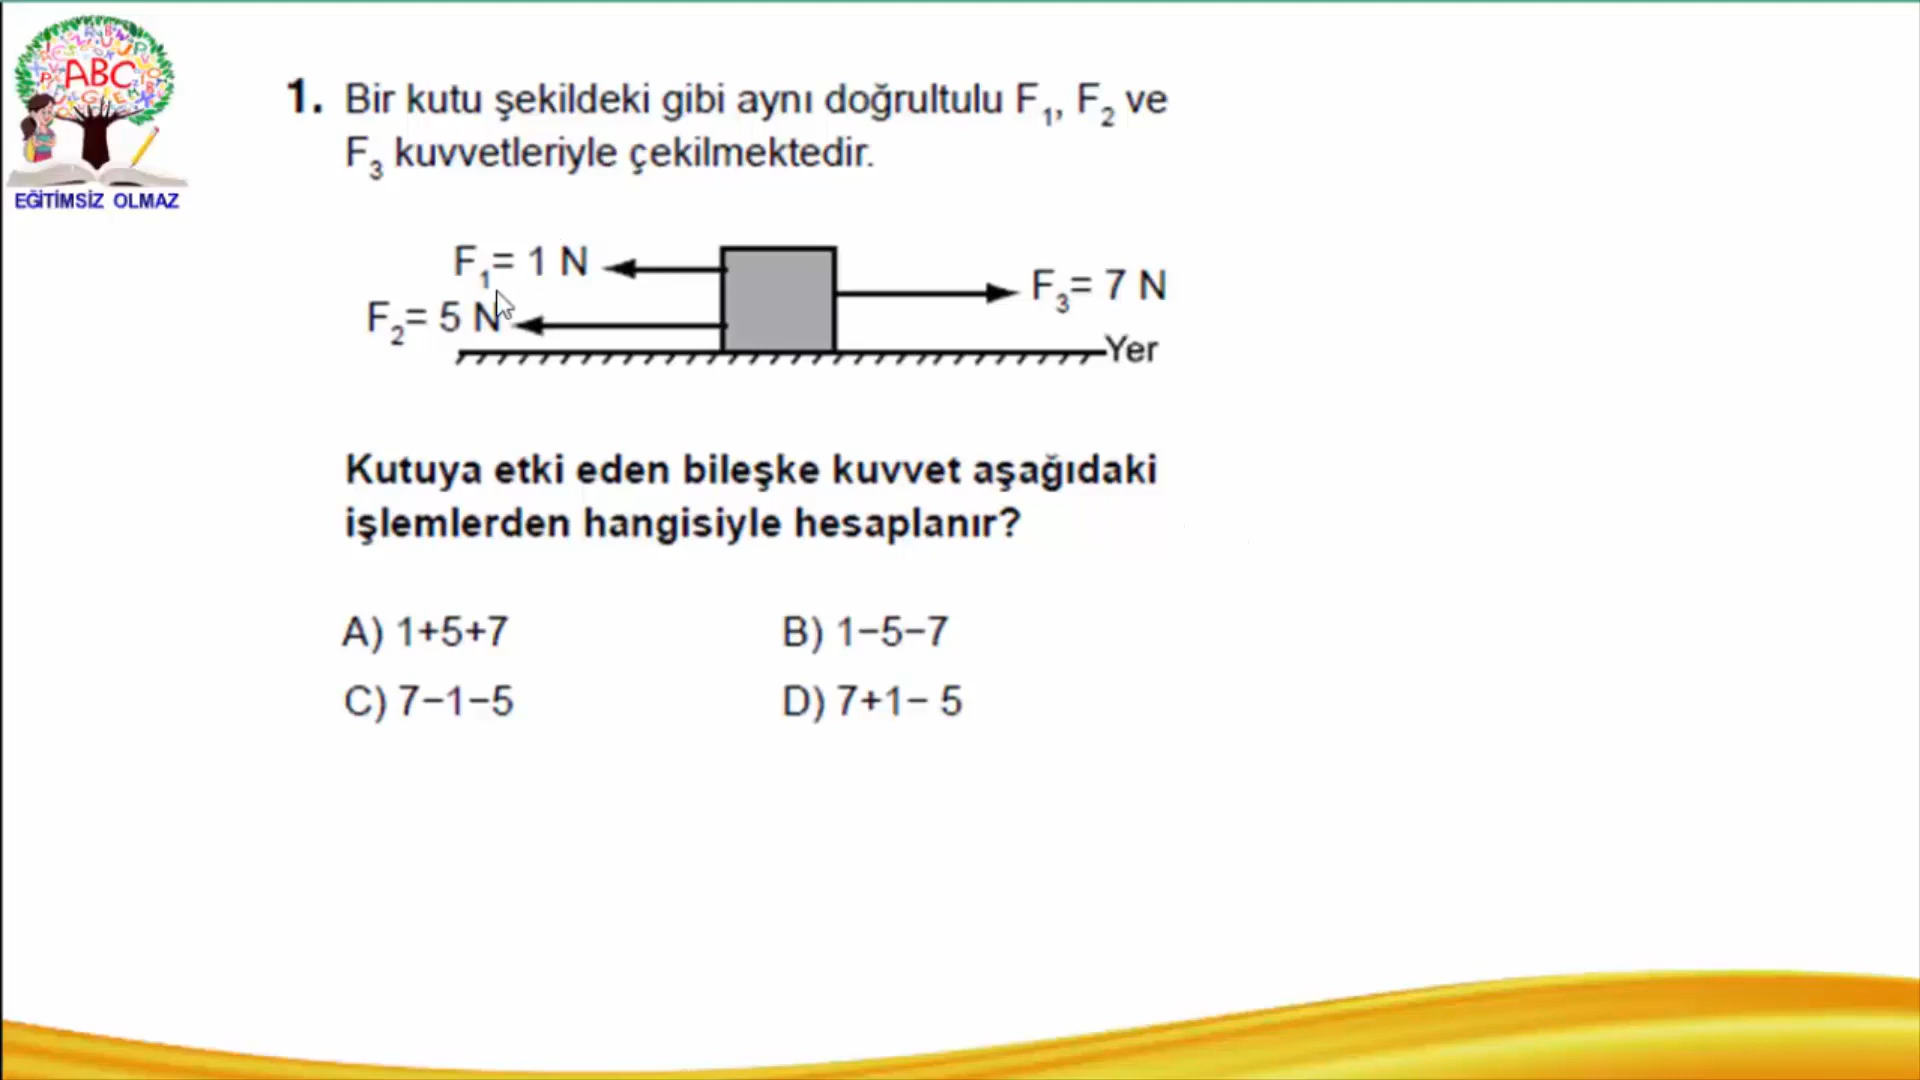 ABC
EĞİTİMSİZ OLMAZ
1. Bir kutu şekildeki gibi aynı doğrultulu F₁, F₂ ve
F₃ kuvvetleriyle çekilmektedir.
F₁= 1 N
F₃= 7 N
F₂= 5 N
Yer
Kutuya etki eden bileşke kuvvet aşağıdaki
işlemlerden hangisiyle hesaplanır?
A) 1+5+7
B) 1−5−7
C) 7−1−5
D) 7+1− 5